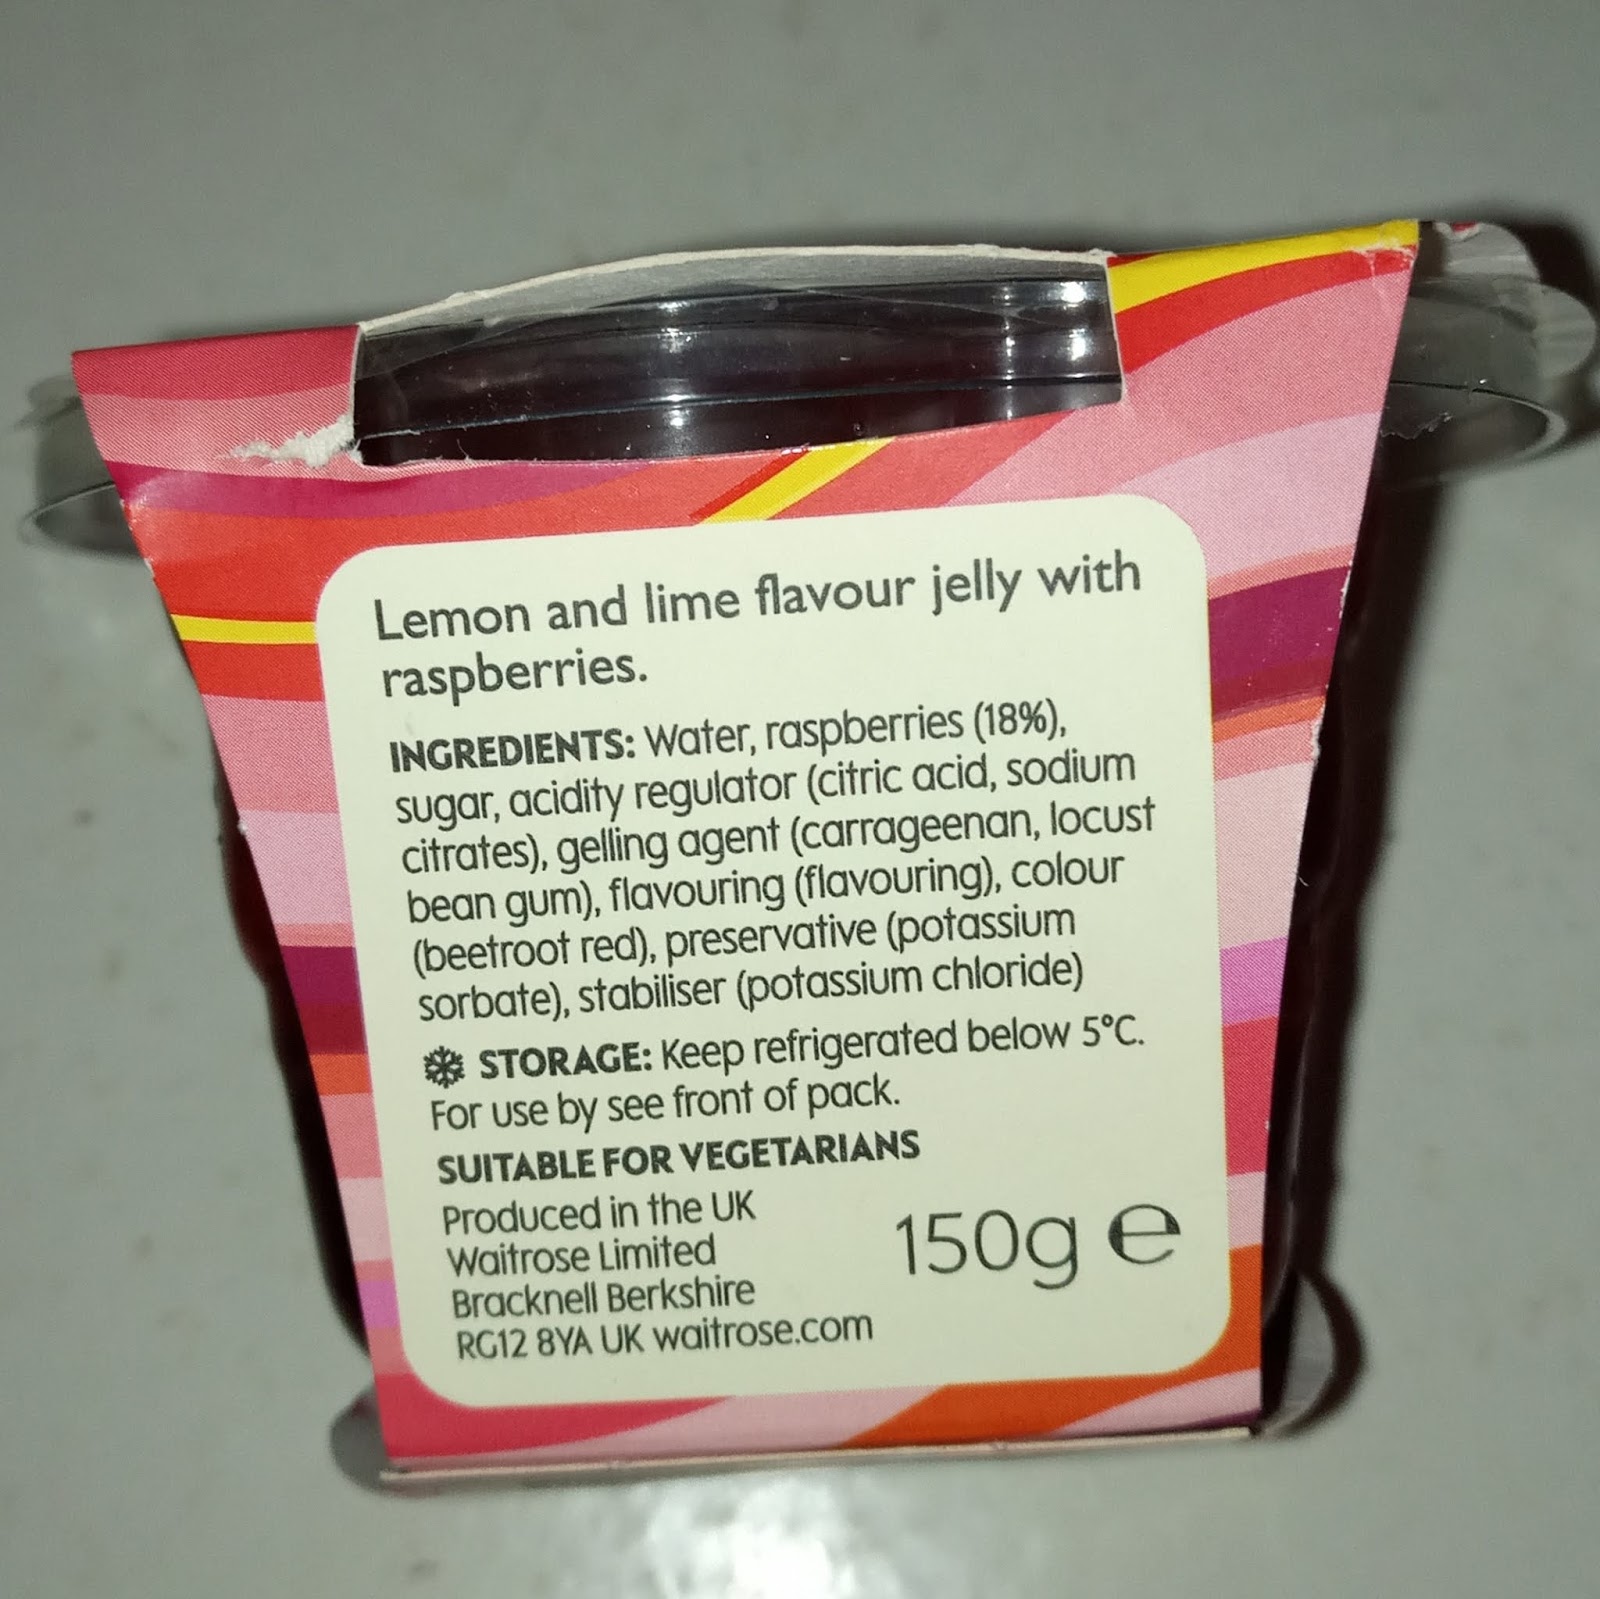 Lemon and lime flavour jelly with
raspberries.
INGREDIENTS: Water, raspberries (18%),
sugar, acidity regulator (citric acid, sodium
citrates), gelling agent (carrageenan, locust
bean gum), flavouring (flavouring), colour
(beetroot red), preservative (potassium
sorbate), stabiliser (potassium chloride)
STORAGE: Keep refrigerated below 5°C.
For use by see front of pack.
SUITABLE FOR VEGETARIANS
Produced in the UK
Waitrose Limited
Bracknell Berkshire
RG12 8YA UK waitrose.com
150g e